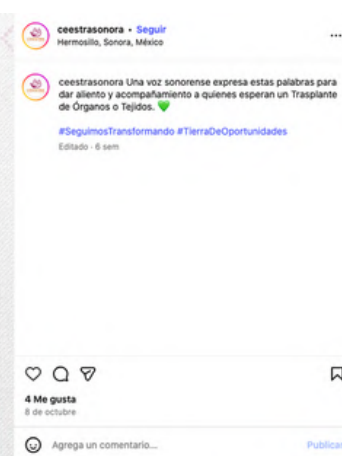 ceestrasonora • Seguir
Hermosillo, Sonora, México
ceestrasonora Una voz sonorense expresa estas palabras para
dar aliento y acompañamiento a quienes esperan un Trasplante
de Órganos o Tejidos. 💚
#SeguimosTransformando #TierraDeOportunidades
Editado · 6 sem
4 Me gusta
8 de octubre
Agrega un comentario...
Publicar